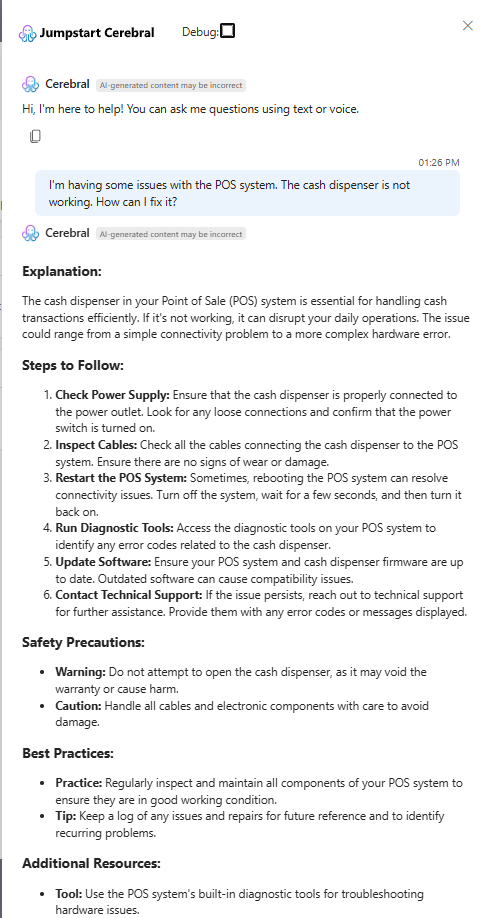 Jumpstart Cerebral Debug:
Cerebral AI-generated content may be incorrect
Hi, I'm here to help! You can ask me questions using text or voice.
01:26 PM
I'm having some issues with the POS system. The cash dispenser is not
working. How can I fix it?
Cerebral AI-generated content may be incorrect
Explanation:
The cash dispenser in your Point of Sale (POS) system is essential for handling cash
transactions efficiently. If it's not working, it can disrupt your daily operations. The issue
could range from a simple connectivity problem to a more complex hardware error.
Steps to Follow:
1. Check Power Supply: Ensure that the cash dispenser is properly connected to
the power outlet. Look for any loose connections and confirm that the power
switch is turned on.
2. Inspect Cables: Check all the cables connecting the cash dispenser to the POS
system. Ensure there are no signs of wear or damage.
3. Restart the POS System: Sometimes, rebooting the POS system can resolve
connectivity issues. Turn off the system, wait for a few seconds, and then turn it
back on.
4. Run Diagnostic Tools: Access the diagnostic tools on your POS system to
identify any error codes related to the cash dispenser.
5. Update Software: Ensure your POS system and cash dispenser firmware are up
to date. Outdated software can cause compatibility issues.
6. Contact Technical Support: If the issue persists, reach out to technical support
for further assistance. Provide them with any error codes or messages displayed.
Safety Precautions:
• Warning: Do not attempt to open the cash dispenser, as it may void the
warranty or cause harm.
• Caution: Handle all cables and electronic components with care to avoid
damage.
Best Practices:
• Practice: Regularly inspect and maintain all components of your POS system to
ensure they are in good working condition.
• Tip: Keep a log of any issues and repairs for future reference and to identify
recurring problems.
Additional Resources:
• Tool: Use the POS system's built-in diagnostic tools for troubleshooting
hardware issues.